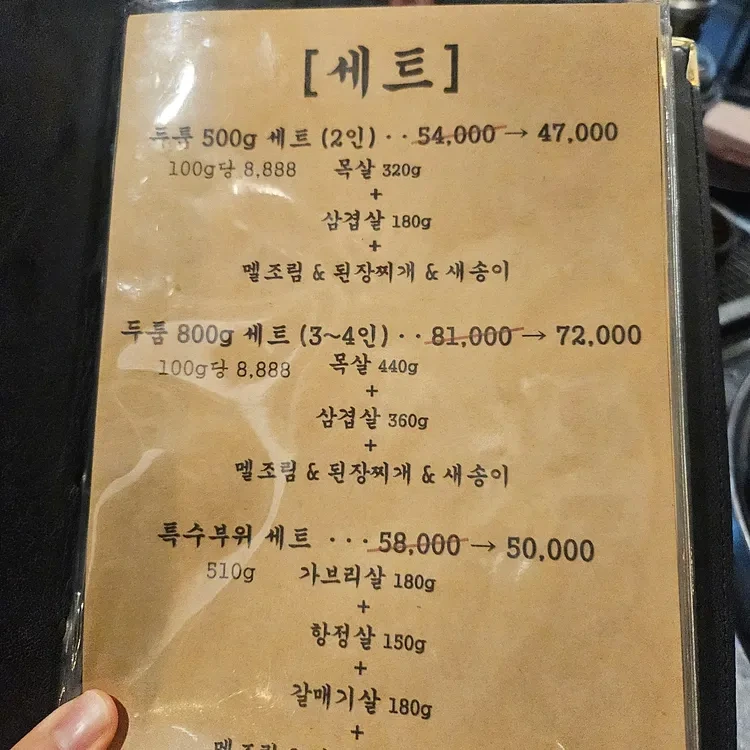 [세트]
두툼 500g 세트 (2인) ·· 54,000 → 47,000
100g당 8,888 목살 320g
+
삼겹살 180g
+
멜조림 & 된장찌개 & 새송이
두툼 800g 세트 (3~4인) ·· 81,000 → 72,000
100g당 8,888 목살 440g
+
삼겹살 360g
+
멜조림 & 된장찌개 & 새송이
특수부위 세트 ··· 58,000 → 50,000
510g 가브리살 180g
+
항정살 150g
+
갈매기살 180g
+
멜조림 &